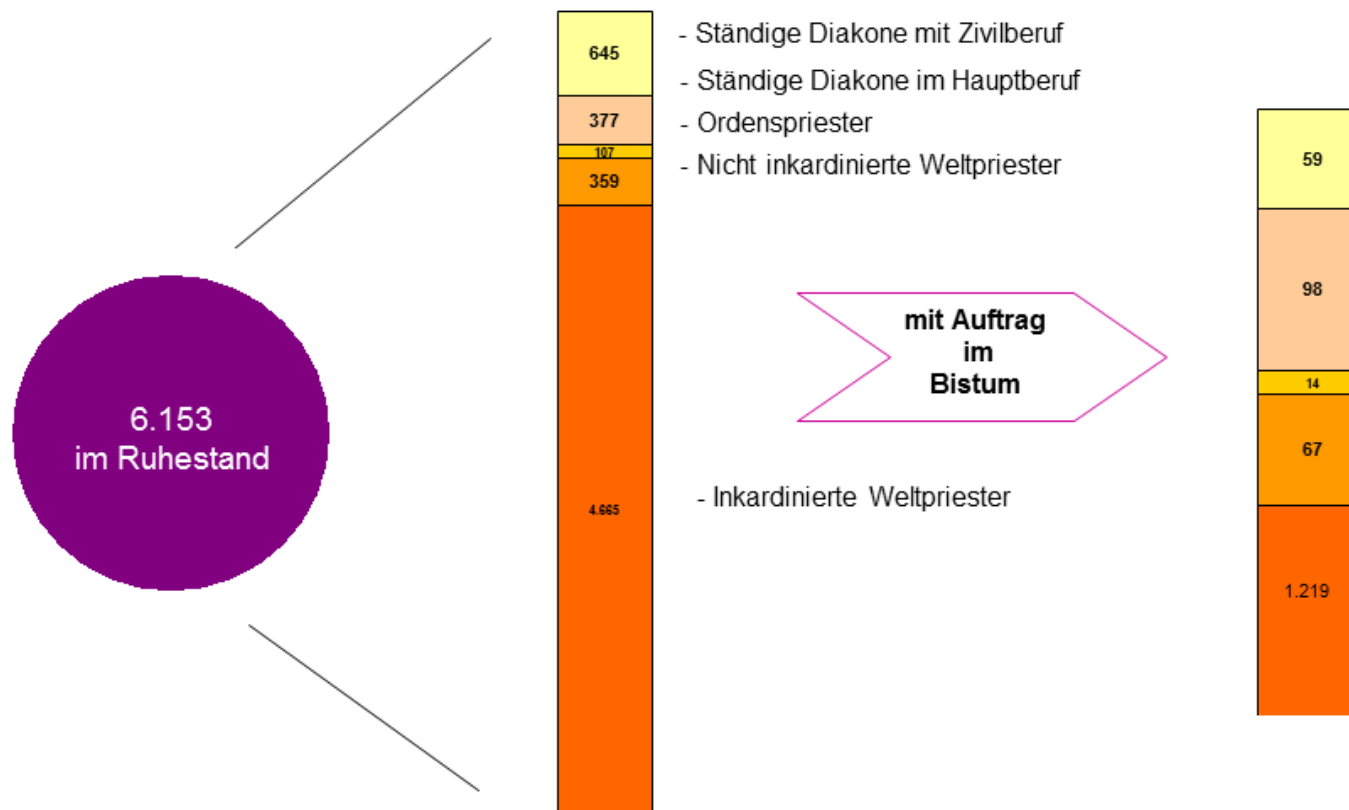 645
- Ständige Diakone mit Zivilberuf
- Ständige Diakone im Hauptberuf
377
- Ordenspriester
107
- Nicht inkardinierte Weltpriester
359
59
98
mit Auftrag
im
Bistum
14
6.153
im Ruhestand
67
- Inkardinierte Weltpriester
4.665
1.219